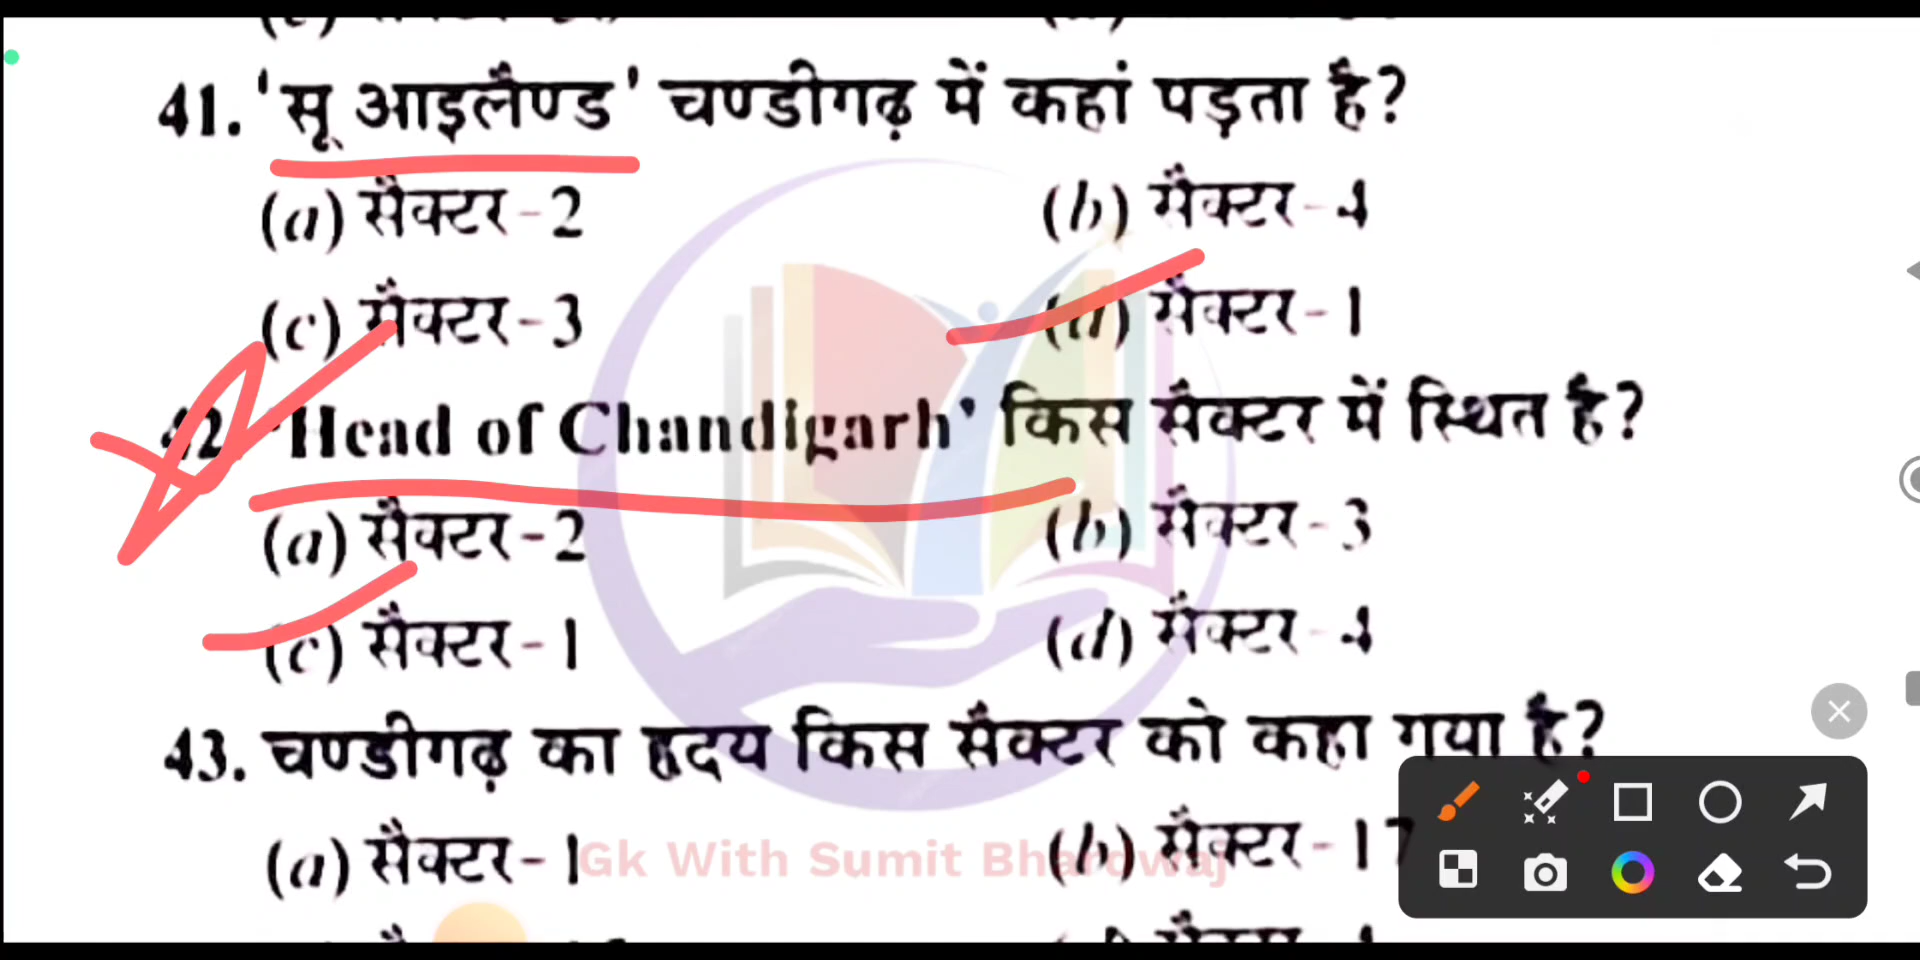 41. 'सू आइलैण्ड' चण्डीगढ़ में कहां पड़ता है?
(a) सैक्टर-2
(b) सैक्टर-4
(c) सैक्टर-3
(d) सैक्टर-1
42. 'Head of Chandigarh' किस सैक्टर में स्थित है?
(a) सैक्टर-2
(b) सैक्टर-3
(c) सैक्टर-1
(d) सैक्टर-4
43. चण्डीगढ़ का हृदय किस सैक्टर को कहा गया है?
(a) सैक्टर-1
(b) सैक्टर-17
Gk With Sumit Bhardwaj